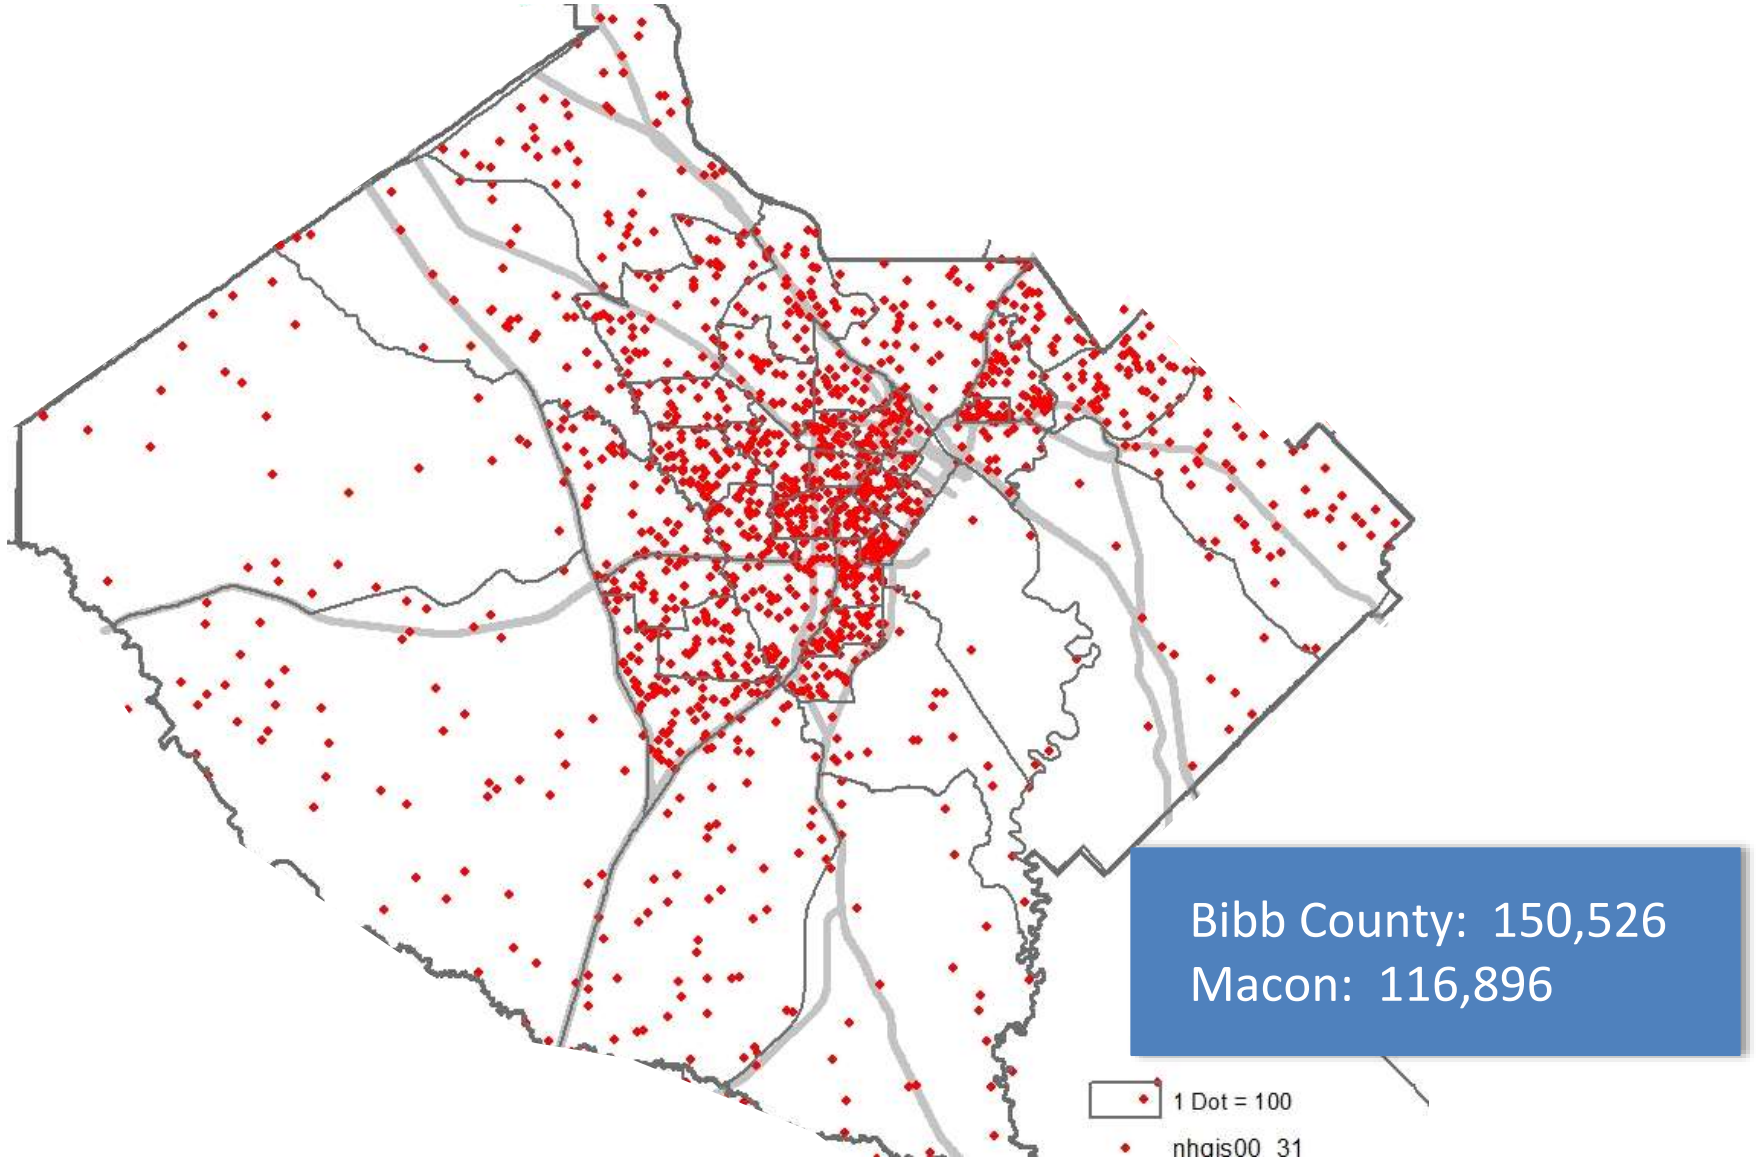 Bibb County: 150,526
Macon: 116,896
1 Dot = 100
nhgis00_31